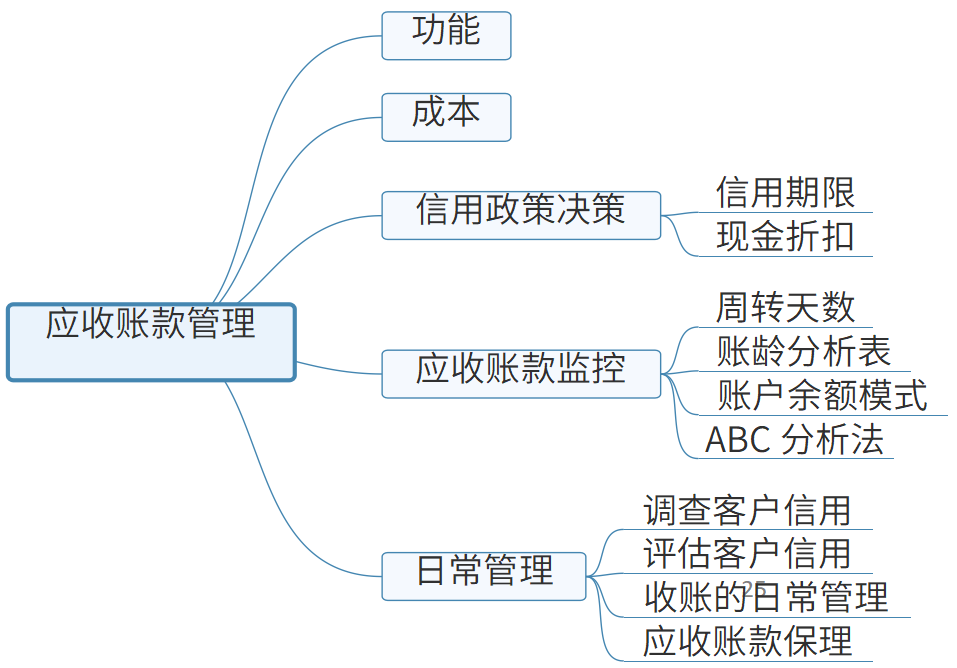 功能
成本
信用政策决策
信用期限
现金折扣
应收账款管理
应收账款监控
周转天数
账龄分析表
账户余额模式
ABC 分析法
日常管理
调查客户信用
评估客户信用
25
收账的日常管理
应收账款保理